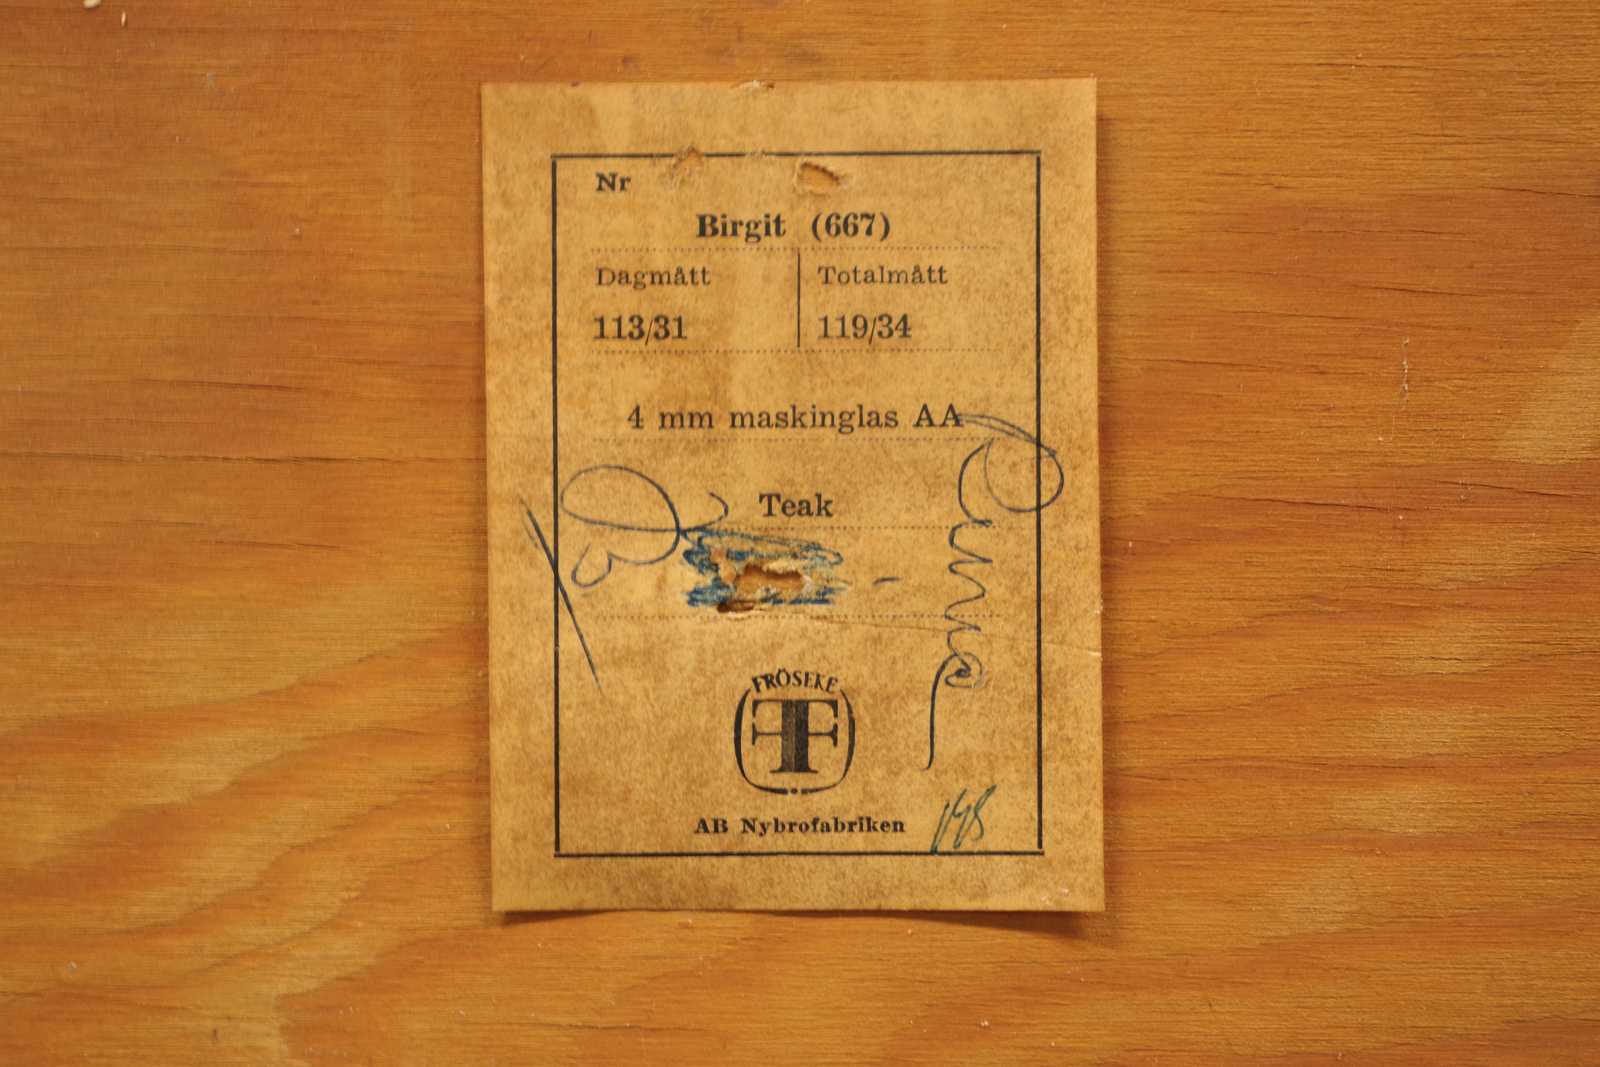 Nr
Birgit (667)
Dagmått
Totalmått
113/31
119/34
4 mm maskinglas AA
Teak
FRÖSEKE
AB Nybrofabriken